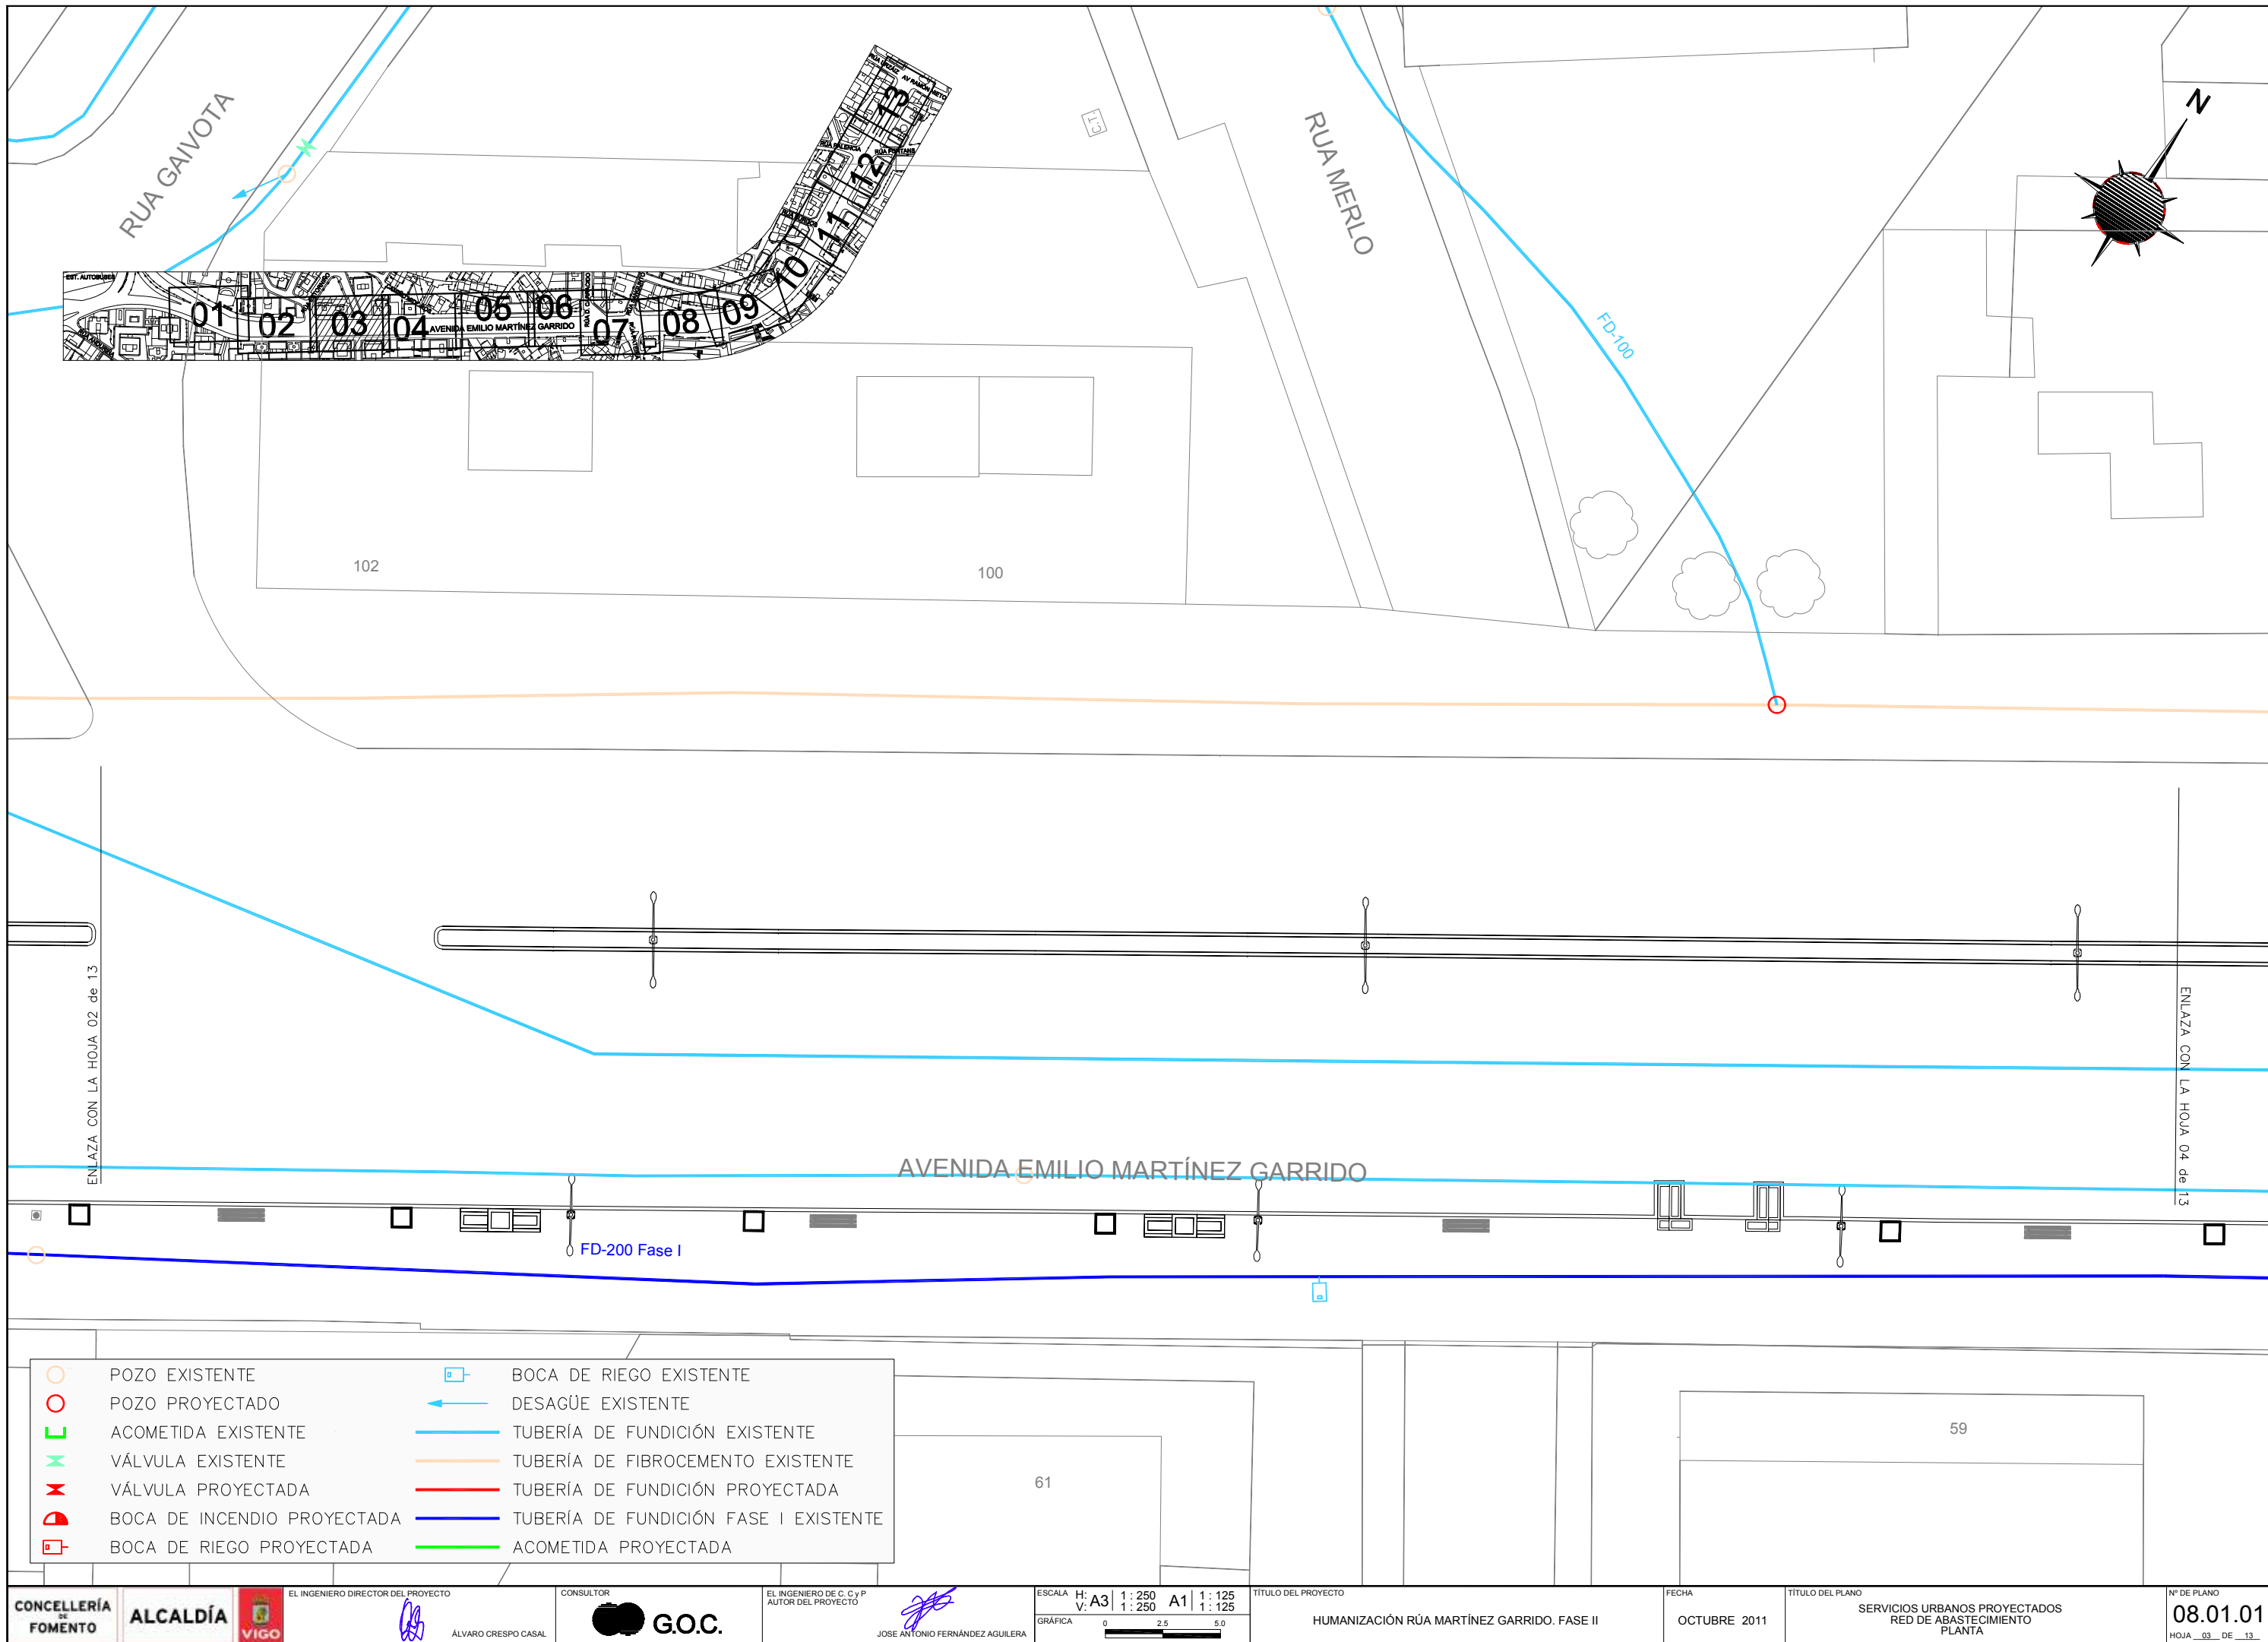 RUA GAIVOTA
RUA MERLO
N
C.T.
FD-100
EST. AUTOBUSES
AV RAMÓN NIETO
RÚA PALENCIA
01
02
03
04
05
06
07
08
09
10
11
12
13
AVENIDA EMILIO MARTÍNEZ GARRIDO
102
100
ENLAZA CON LA HOJA 02 de 13
ENLAZA CON LA HOJA 04 de 13
AVENIDA EMILIO MARTÍNEZ GARRIDO
FD-200 Fase I
61
59
POZO EXISTENTE
POZO PROYECTADO
ACOMETIDA EXISTENTE
VÁLVULA EXISTENTE
VÁLVULA PROYECTADA
BOCA DE INCENDIO PROYECTADA
BOCA DE RIEGO PROYECTADA
BOCA DE RIEGO EXISTENTE
DESAGÜE EXISTENTE
TUBERÍA DE FUNDICIÓN EXISTENTE
TUBERÍA DE FIBROCEMENTO EXISTENTE
TUBERÍA DE FUNDICIÓN PROYECTADA
TUBERÍA DE FUNDICIÓN FASE I EXISTENTE
ACOMETIDA PROYECTADA
CONCELLERÍA
DE
FOMENTO
ALCALDÍA
VIGO
EL INGENIERO DIRECTOR DEL PROYECTO
ÁLVARO CRESPO CASAL
CONSULTOR
G.O.C.
EL INGENIERO DE C. C y P
AUTOR DEL PROYECTO
JOSE ANTONIO FERNÁNDEZ AGUILERA
ESCALA H: A3 1 : 250 A1 1 : 125
V: 1 : 250 1 : 125
GRÁFICA 0 2.5 5.0
TÍTULO DEL PROYECTO
HUMANIZACIÓN RÚA MARTÍNEZ GARRIDO. FASE II
FECHA
OCTUBRE 2011
TÍTULO DEL PLANO
SERVICIOS URBANOS PROYECTADOS
RED DE ABASTECIMIENTO
PLANTA
Nº DE PLANO
08.01.01
HOJA 03 DE 13